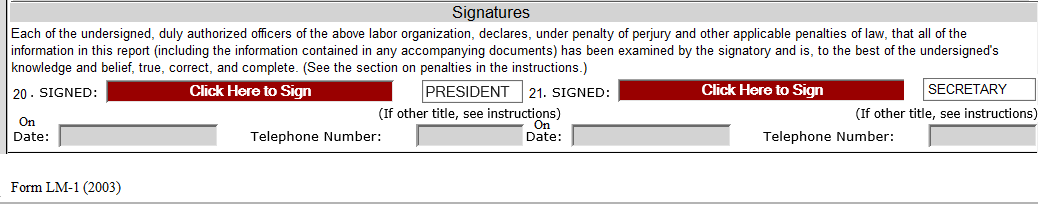 Signatures
Each of the undersigned, duly authorized officers of the above labor organization, declares, under penalty of perjury and other applicable penalties of law, that all of the
information in this report (including the information contained in any accompanying documents) has been examined by the signatory and is, to the best of the undersigned's
knowledge and belief, true, correct, and complete. (See the section on penalties in the instructions.)
20 . SIGNED: Click Here to Sign PRESIDENT 21. SIGNED: Click Here to Sign SECRETARY
(If other title, see instructions) (If other title, see instructions)
On Date: Telephone Number: On Date: Telephone Number:
Form LM-1 (2003)